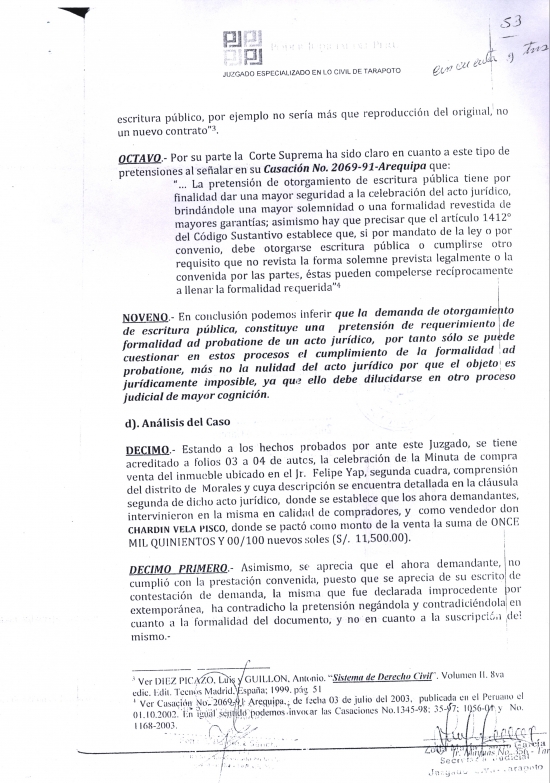 53
cincuenta y tres
JUZGADO ESPECIALIZADO EN LO CIVIL DE TARAPOTO
escritura público, por ejemplo no sería más que reproducción del original, no
un nuevo contrato"³.
OCTAVO.- Por su parte la Corte Suprema ha sido claro en cuanto a este tipo de
pretensiones al señalar en su Casación No. 2069-91-Arequipa que:
"... La pretensión de otorgamiento de escritura pública tiene por
finalidad dar una mayor seguridad a la celebración del acto jurídico,
brindándole una mayor solemnidad o una formalidad revestida de
mayores garantías; asimismo hay que precisar que el artículo 1412°
del Código Sustantivo establece que, si por mandato de la ley o por
convenio, debe otorgarse escritura pública o cumplirse otro
requisito que no revista la forma solemne prevista legalmente o la
convenida por las partes, éstas pueden compelerse recíprocamente
a llenar la formalidad requerida"⁴
NOVENO.- En conclusión podemos inferir que la demanda de otorgamiento
de escritura pública, constituye una pretensión de requerimiento de
formalidad ad probatione de un acto jurídico, por tanto sólo se puede
cuestionar en estos procesos el cumplimiento de la formalidad ad
probatione, más no la nulidad del acto jurídico por que el objeto es
jurídicamente imposible, ya que ello debe dilucidarse en otro proceso
judicial de mayor cognición.
d). Análisis del Caso
DECIMO.- Estando a los hechos probados por ante este Juzgado, se tiene
acreditado a folios 03 a 04 de autos, la celebración de la Minuta de compra
venta del inmueble ubicado en el Jr. Felipe Yap, segunda cuadra, comprensión
del distrito de Morales y cuya descripción se encuentra detallada en la cláusula
segunda de dicho acto jurídico, donde se establece que los ahora demandantes,
intervinieron en la misma en calidad de compradores, y como vendedor don
CHARDIN VELA PISCO, donde se pactó como monto de la venta la suma de ONCE
MIL QUINIENTOS Y 00/100 nuevos soles (S/. 11,500.00).
DECIMO PRIMERO.- Asimismo, se aprecia que el ahora demandante, no
cumplió con la prestación convenida, puesto que se aprecia de su escrito de
contestación de demanda, la misma que fue declarada improcedente por
extemporánea, ha contradicho la pretensión negándola y contradiciéndola en
cuanto a la formalidad del documento, y no en cuanto a la suscripción del
mismo.-
³ Ver DIEZ PICAZO, Luis y GUILLON, Antonio. "Sistema de Derecho Civil". Volumen II, 8va
edic. Edit. Tecnos Madrid, España; 1999, pág 51
⁴ Ver Casación No. 2069-91 Arequipa., de fecha 03 de julio del 2003, publicada en el Peruano el
01.10.2002. En igual sentido podemos invocar las Casaciones No.1345-98; 35-97; 1056-01 y No.
1168-2003.
García
Secretaria Judicial
Tarapoto